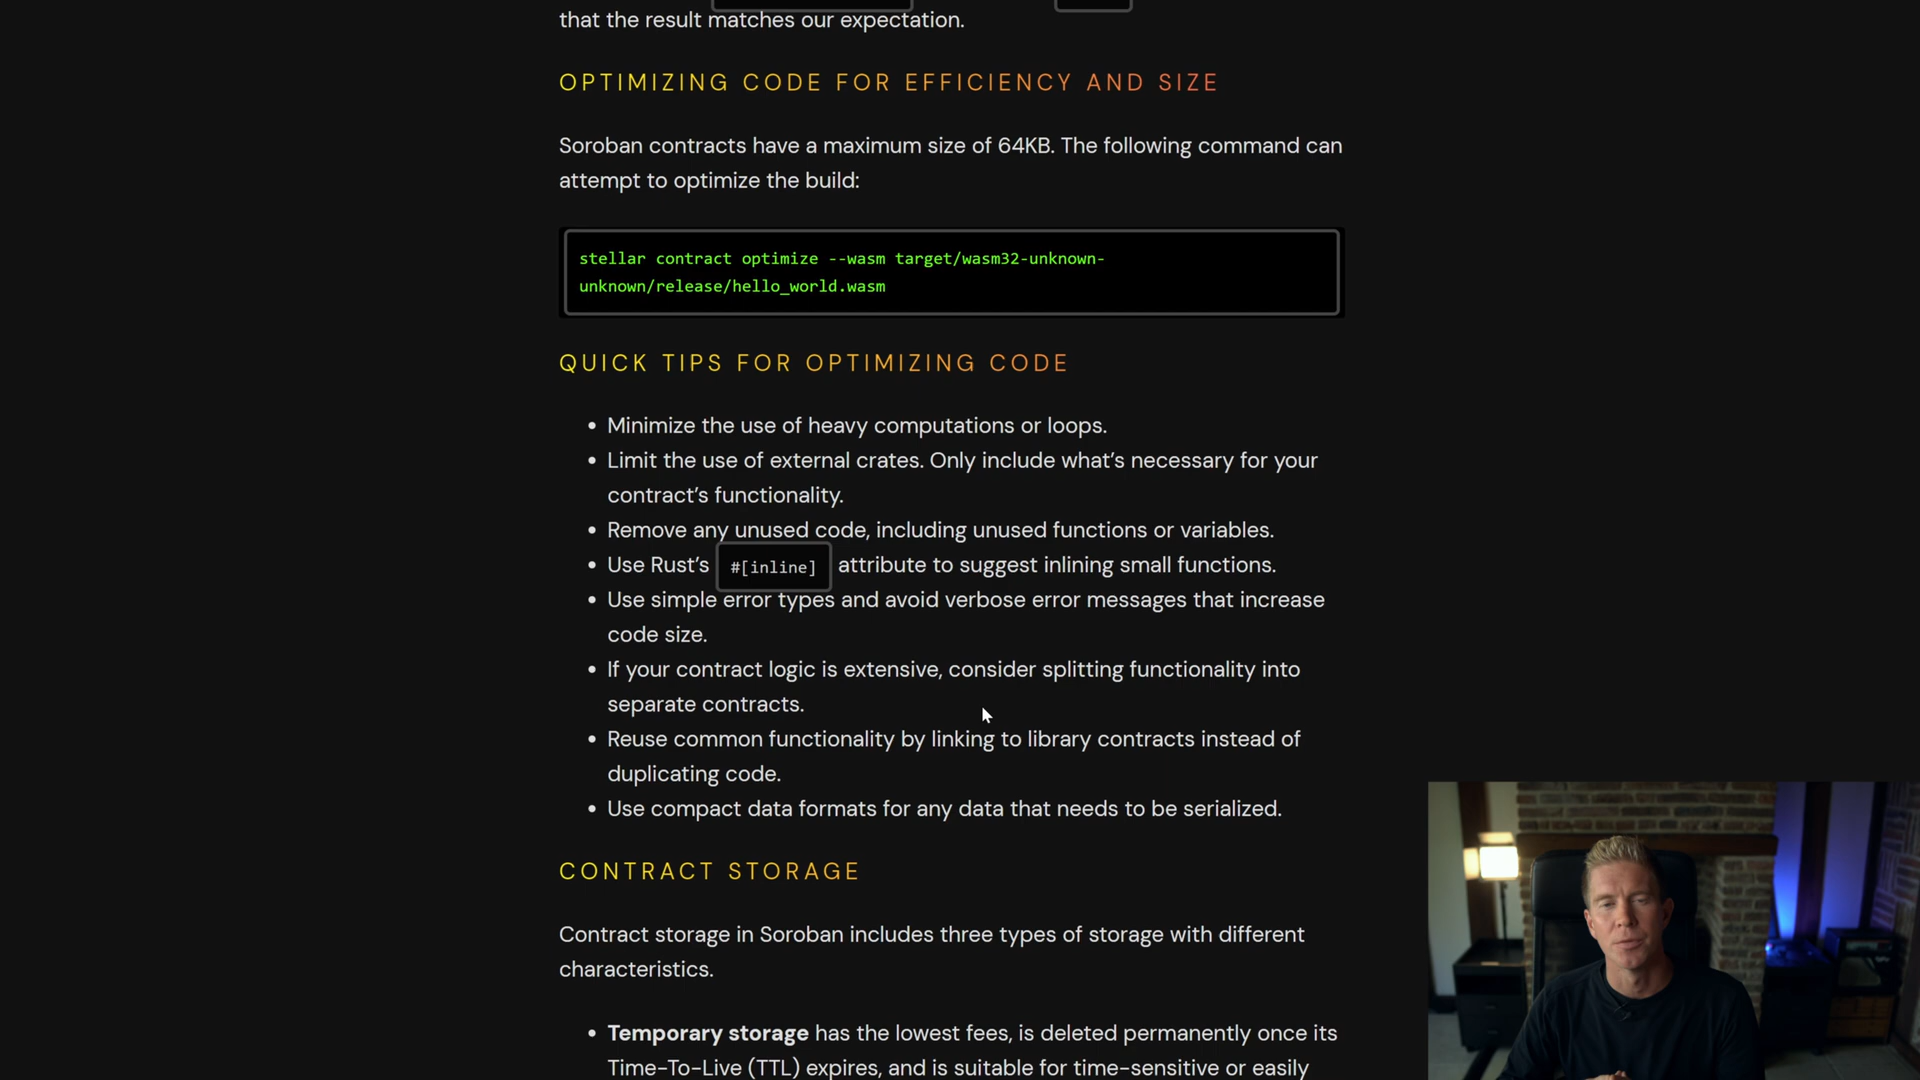 that the result matches our expectation.
OPTIMIZING CODE FOR EFFICIENCY AND SIZE
Soroban contracts have a maximum size of 64KB. The following command can
attempt to optimize the build:
stellar contract optimize --wasm target/wasm32-unknown-
unknown/release/hello_world.wasm
QUICK TIPS FOR OPTIMIZING CODE
• Minimize the use of heavy computations or loops.
• Limit the use of external crates. Only include what’s necessary for your
contract’s functionality.
• Remove any unused code, including unused functions or variables.
• Use Rust’s #[inline] attribute to suggest inlining small functions.
• Use simple error types and avoid verbose error messages that increase
code size.
• If your contract logic is extensive, consider splitting functionality into
separate contracts.
• Reuse common functionality by linking to library contracts instead of
duplicating code.
• Use compact data formats for any data that needs to be serialized.
CONTRACT STORAGE
Contract storage in Soroban includes three types of storage with different
characteristics.
• Temporary storage has the lowest fees, is deleted permanently once its
Time-To-Live (TTL) expires, and is suitable for time-sensitive or easily